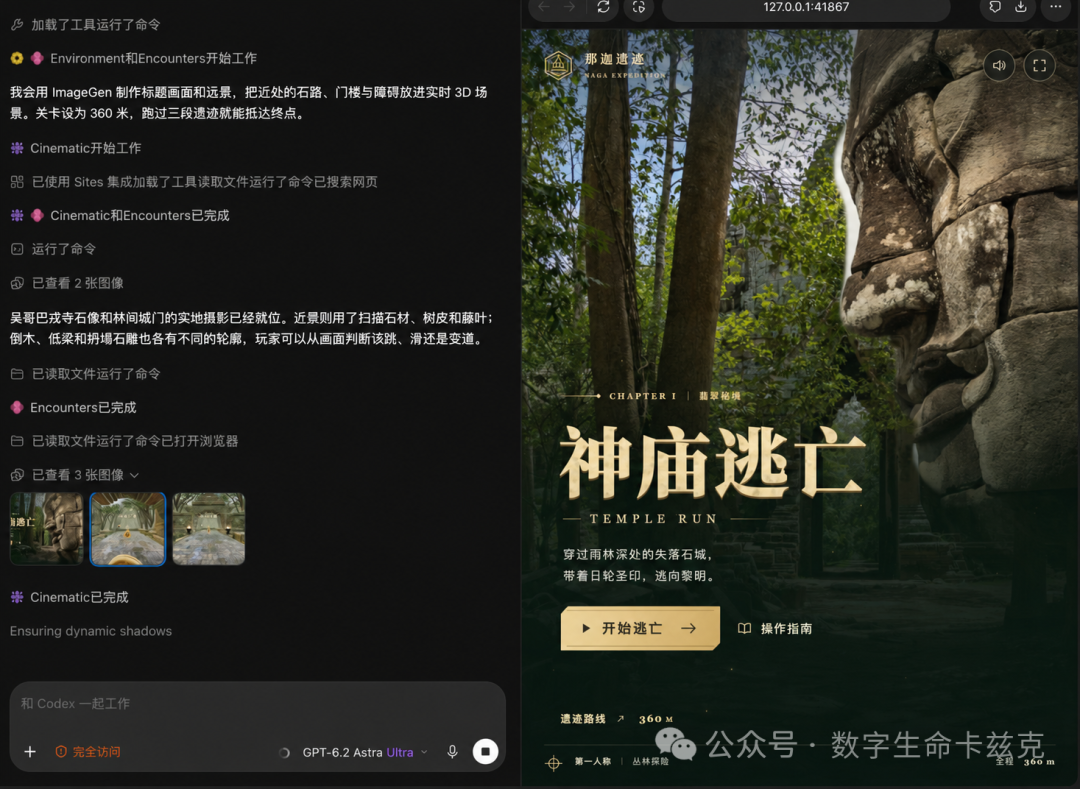 加载了工具运行了命令
Environment和Encounters开始工作
我会用 ImageGen 制作标题画面和远景，把近处的石路、门楼与障碍放进实时 3D 场
景。关卡设为 360 米，跑过三段遗迹就能抵达终点。
Cinematic开始工作
已使用 Sites 集成加载了工具读取文件运行了命令已搜索网页
Cinematic和Encounters已完成
运行了命令
已查看 2 张图像
吴哥巴戎寺石像和林间城门的实地摄影已经就位。近景则用了扫描石材、树皮和藤叶；
倒木、低梁和坍塌石雕也各有不同的轮廓，玩家可以从画面判断该跳、滑还是变道。
已读取文件运行了命令
Encounters已完成
已读取文件运行了命令已打开浏览器
已查看 3 张图像
逃亡
Cinematic已完成
Ensuring dynamic shadows
和 Codex 一起工作
完全访问
GPT-6.2 Astra Ultra
127.0.0.1:41867
那迦遗迹
NAGA EXPEDITION
CHAPTER I | 翡翠秘境
神庙逃亡
TEMPLE RUN
穿过雨林深处的失落石城，
带着日轮圣印，逃向黎明。
开始逃亡
操作指南
遗迹路线 ↗ 360 M
公众号 · 数字生命卡兹克
第一人称 | 丛林探险
全程 360 m